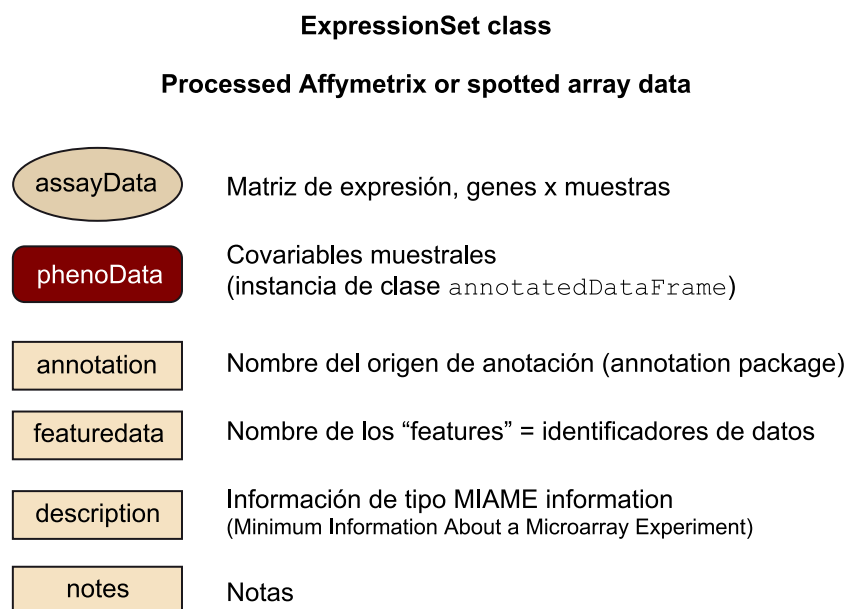 ExpressionSet class
Processed Affymetrix or spotted array data
assayData
Matriz de expresión, genes x muestras
phenoData
Covariables muestrales
(instancia de clase annotatedDataFrame)
annotation
Nombre del origen de anotación (annotation package)
featuredata
Nombre de los “features” = identificadores de datos
description
Información de tipo MIAME information
(Minimum Information About a Microarray Experiment)
notes
Notas